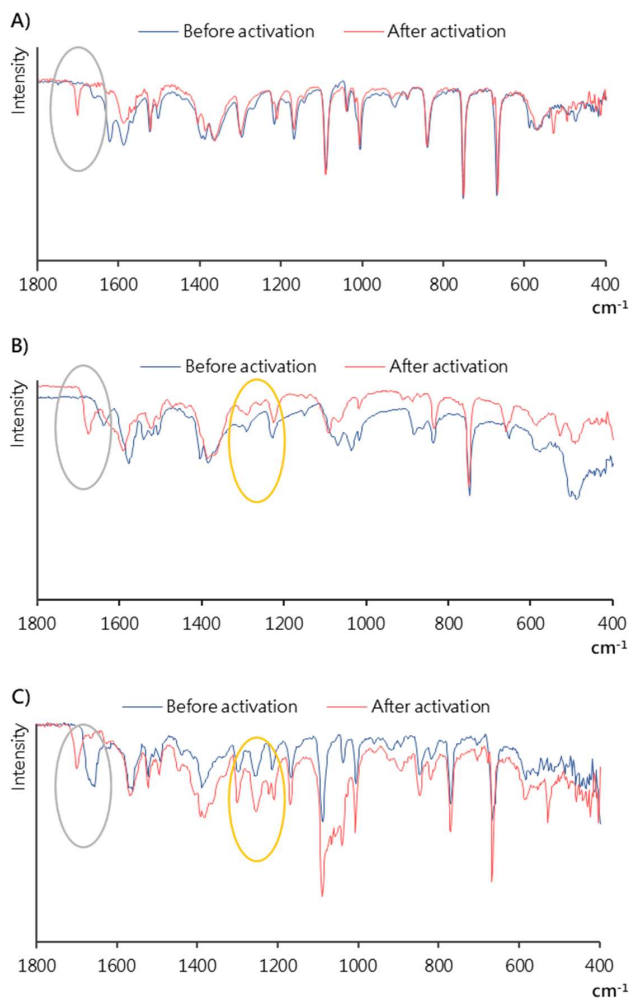 A)
Before activation After activation
Intensity
1800 1600 1400 1200 1000 800 600 400
cm-1
B)
Before activation After activation
Intensity
1800 1600 1400 1200 1000 800 600 400
cm-1
C)
Before activation After activation
Intensity
1800 1600 1400 1200 1000 800 600 400
cm-1